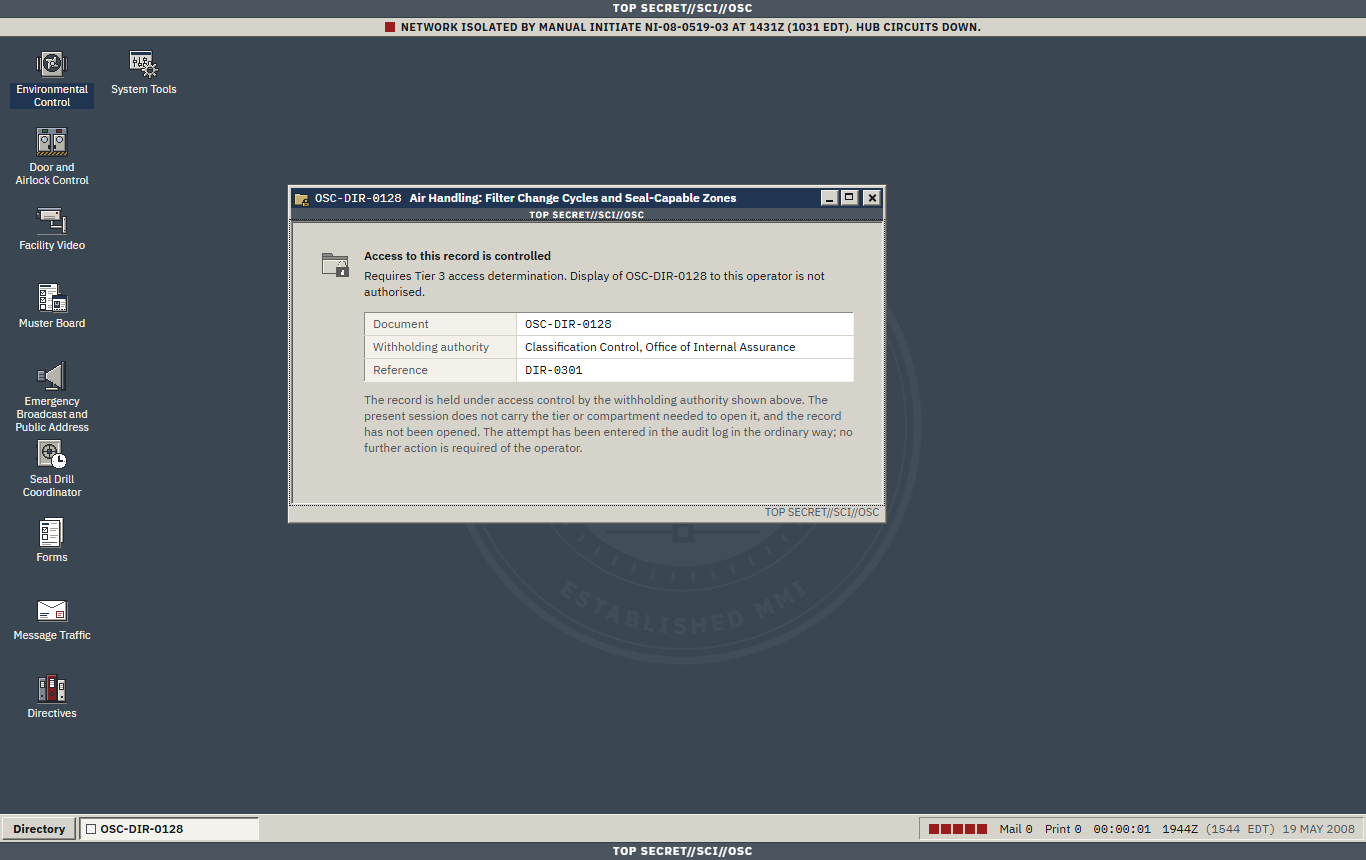 TOP SECRET//SCI//OSC
NETWORK ISOLATED BY MANUAL INITIATE NI-08-0519-03 AT 1431Z (1031 EDT). HUB CIRCUITS DOWN.
Environmental
Control
System Tools
Door and
Airlock Control
Facility Video
Muster Board
Emergency
Broadcast and
Public Address
Seal Drill
Coordinator
Forms
Message Traffic
Directives
OSC-DIR-0128 Air Handling: Filter Change Cycles and Seal-Capable Zones
TOP SECRET//SCI//OSC
Access to this record is controlled
Requires Tier 3 access determination. Display of OSC-DIR-0128 to this operator is not
authorised.
Document OSC-DIR-0128
Withholding authority Classification Control, Office of Internal Assurance
Reference DIR-0301
The record is held under access control by the withholding authority shown above. The
present session does not carry the tier or compartment needed to open it, and the record
has not been opened. The attempt has been entered in the audit log in the ordinary way; no
further action is required of the operator.
TOP SECRET//SCI//OSC
ESTABLISHED MMI
Directory OSC-DIR-0128 Mail 0 Print 0 00:00:01 1944Z (1544 EDT) 19 MAY 2008
TOP SECRET//SCI//OSC